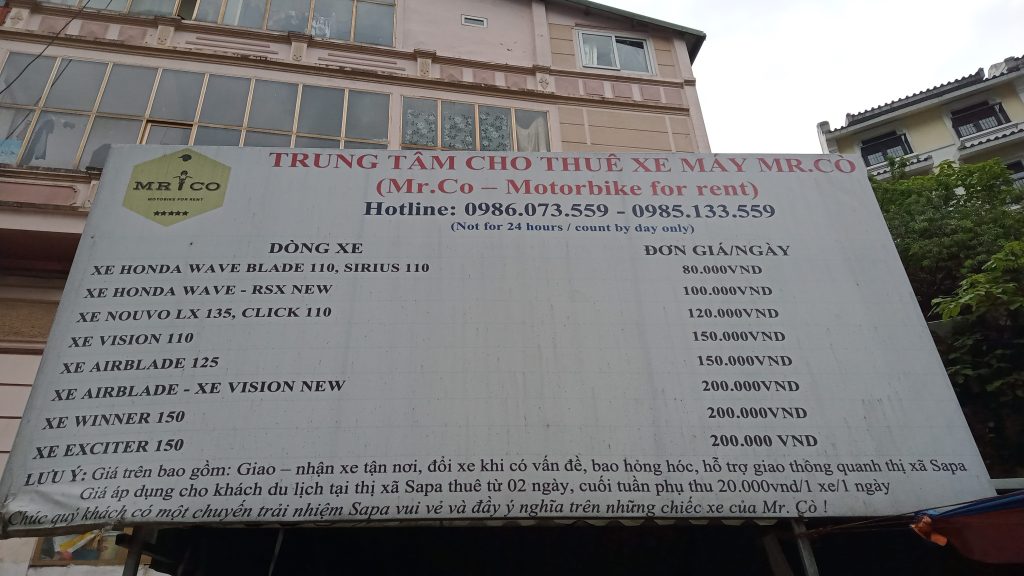 MR CO
MOTORBIKE FOR RENT
TRUNG TÂM CHO THUÊ XE MÁY MR.CÒ
(Mr.Co – Motorbike for rent)
Hotline: 0986.073.559 - 0985.133.559
(Not for 24 hours / count by day only)
DÒNG XE ĐƠN GIÁ/NGÀY
XE HONDA WAVE BLADE 110, SIRIUS 110 80.000VND
XE HONDA WAVE - RSX NEW 100.000VND
XE NOUVO LX 135, CLICK 110 120.000VND
XE VISION 110 150.000VND
XE AIRBLADE 125 150.000VND
XE AIRBLADE - XE VISION NEW 200.000VND
XE WINNER 150 200.000VND
XE EXCITER 150 200.000 VND
LƯU Ý: Giá trên bao gồm: Giao – nhận xe tận nơi, đổi xe khi có vấn đề, bao hỏng hóc, hỗ trợ giao thông quanh thị xã Sapa
Giá áp dụng cho khách du lịch tại thị xã Sapa thuê từ 02 ngày, cuối tuần phụ thu 20.000vnd/1 xe/1 ngày
Chúc quý khách có một chuyến trải nhiệm Sapa vui vẻ và đầy ý nghĩa trên những chiếc xe của Mr. Cò !